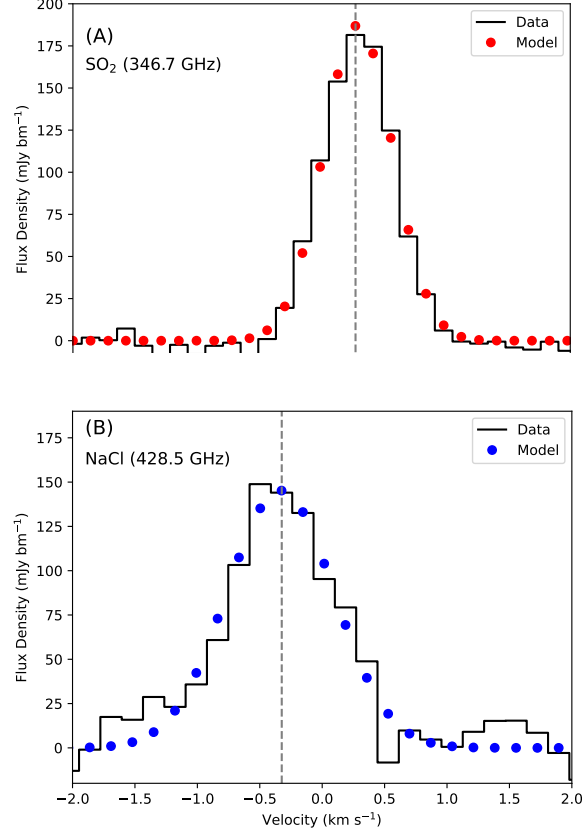 200
(A)
Data
Model
SO₂ (346.7 GHz)
175
150
125
100
75
50
25
0
Flux Density (mJy bm⁻¹)
(B)
Data
Model
NaCl (428.5 GHz)
175
150
125
100
75
50
25
0
Flux Density (mJy bm⁻¹)
−2.0 −1.5 −1.0 −0.5 0.0 0.5 1.0 1.5 2.0
Velocity (km s⁻¹)